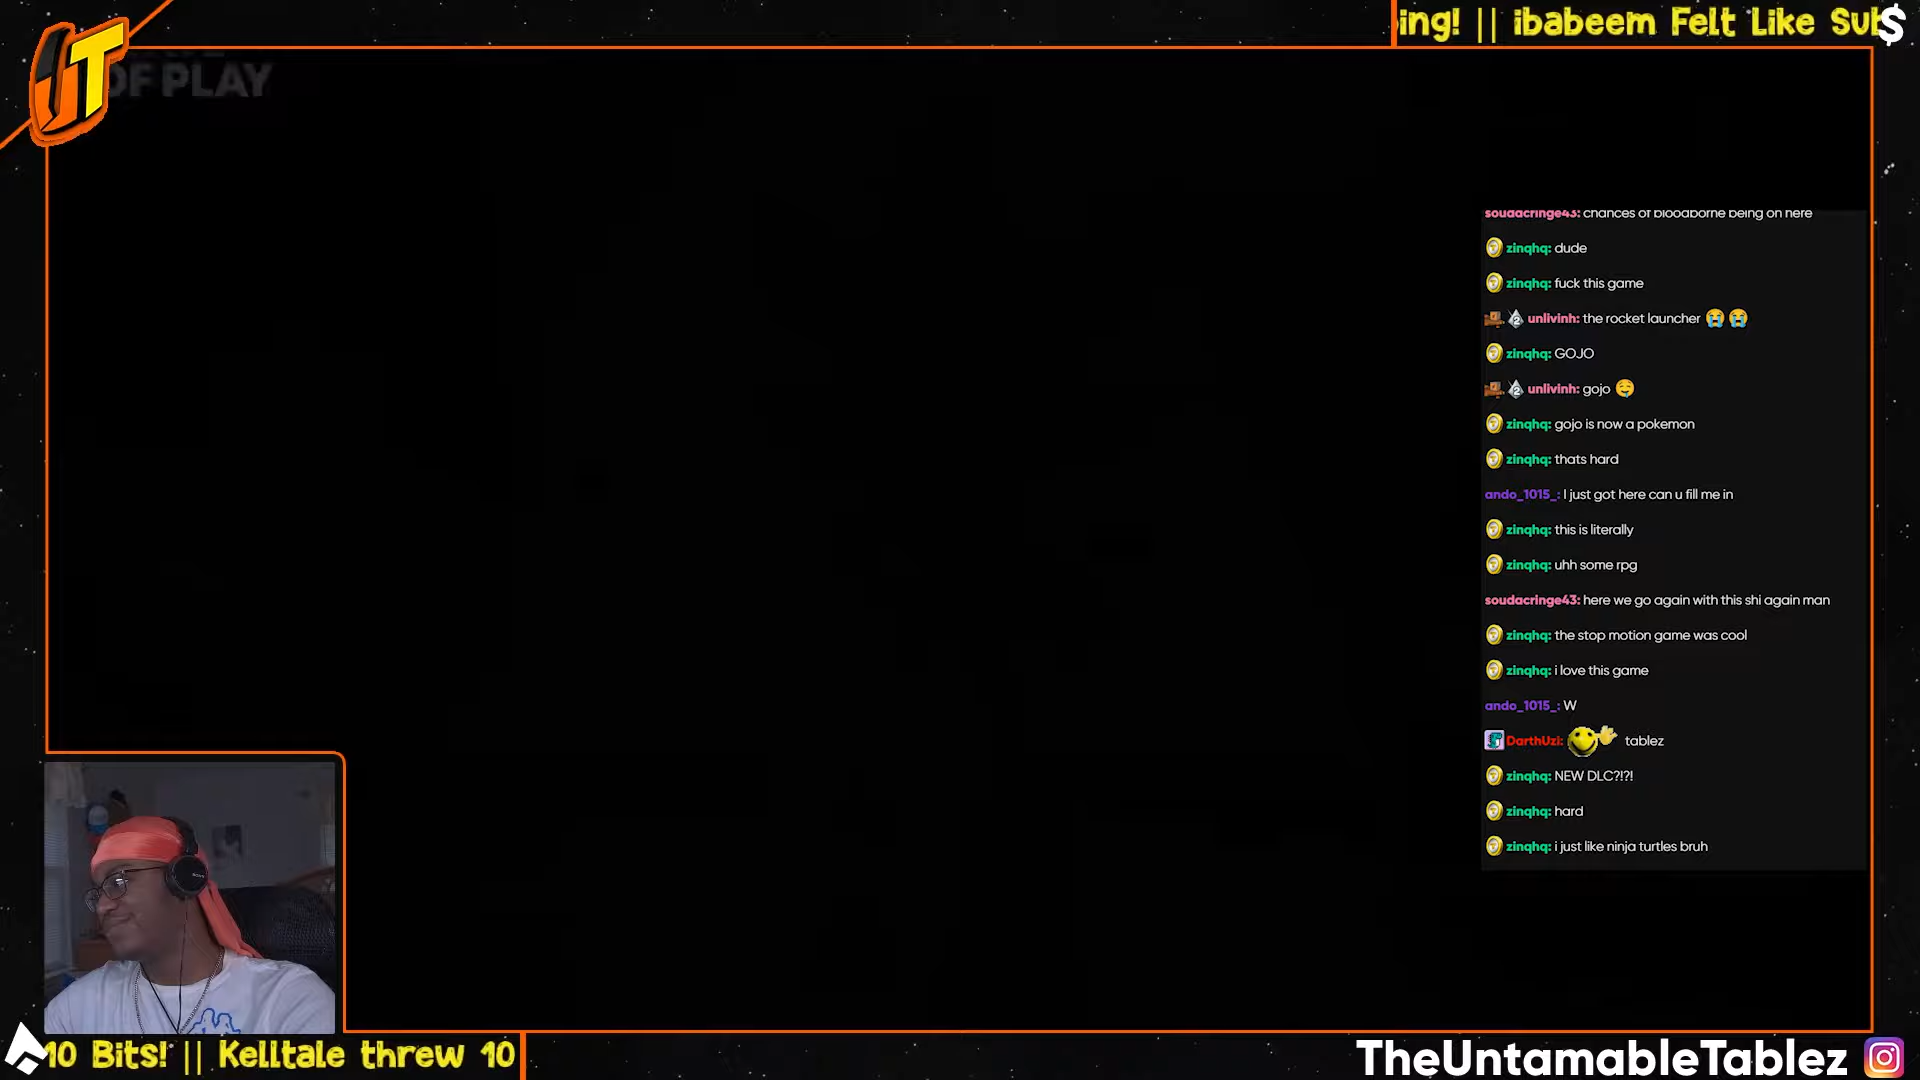 ing! || ibabeem Felt Like Sub
$
OF PLAY
soudacringe43: chances of bloodborne being on here
zinqhq: dude
zinqhq: fuck this game
unlivinh: the rocket launcher 😭 😭
zinqhq: GOJO
unlivinh: gojo 🤤
zinqhq: gojo is now a pokemon
zinqhq: thats hard
ando_1015_: I just got here can u fill me in
zinqhq: this is literally
zinqhq: uhh some rpg
soudacringe43: here we go again with this shi again man
zinqhq: the stop motion game was cool
zinqhq: i love this game
ando_1015_: W
DarthUzi: tablez
zinqhq: NEW DLC?!?!
zinqhq: hard
zinqhq: i just like ninja turtles bruh
10 Bits! || Kelltale threw 10
TheUntamableTablez